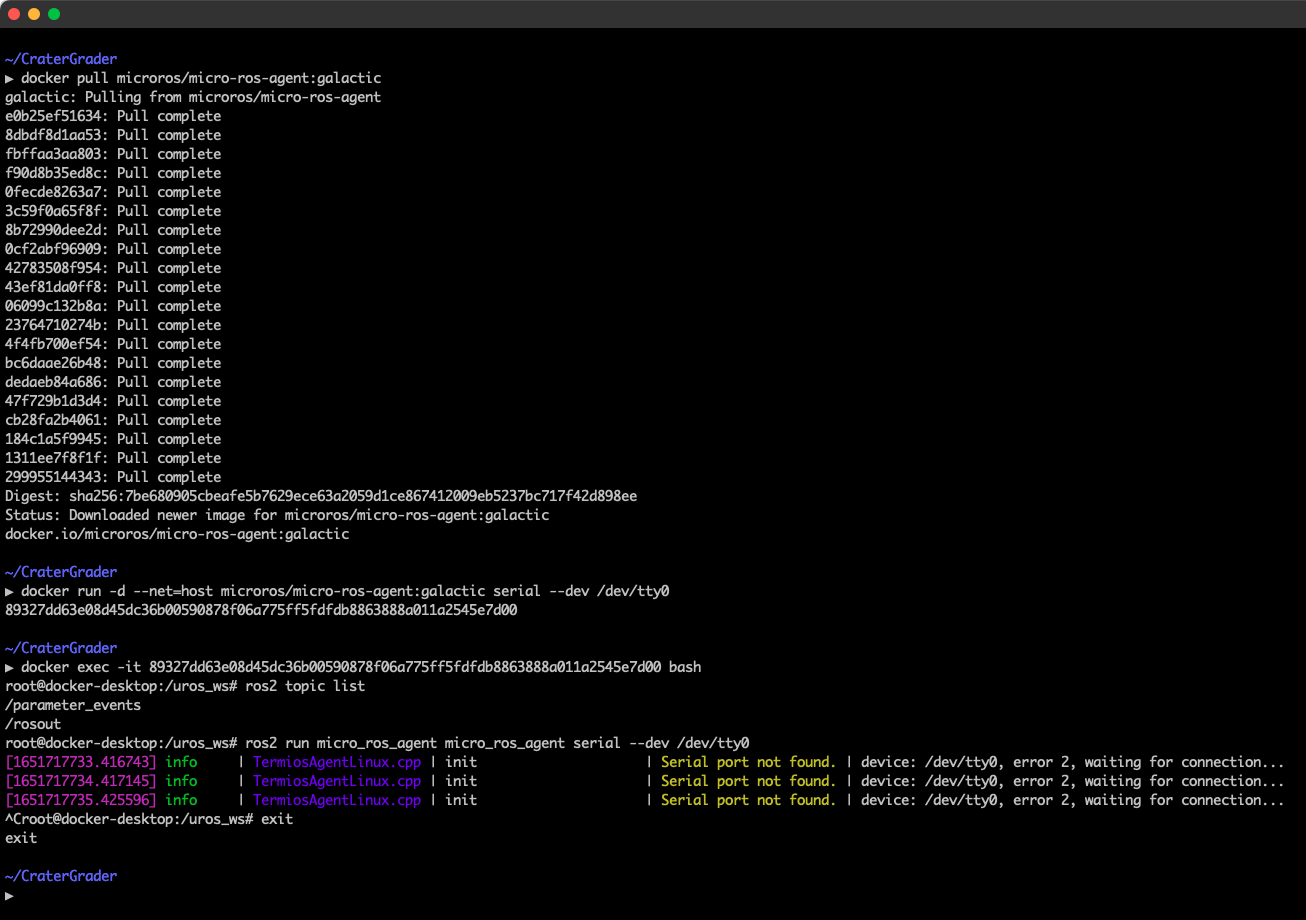 ~/CraterGrader
▶ docker pull microros/micro-ros-agent:galactic
galactic: Pulling from microros/micro-ros-agent
e0b25ef51634: Pull complete
8dbdf8d1aa53: Pull complete
fbffaa3aa803: Pull complete
f90d8b35ed8c: Pull complete
0fecde8263a7: Pull complete
3c59f0a65f8f: Pull complete
8b72990dee2d: Pull complete
0cf2abf96909: Pull complete
42783508f954: Pull complete
43ef81da0ff8: Pull complete
06099c132b8a: Pull complete
23764710274b: Pull complete
4f4fb700ef54: Pull complete
bc6daae26b48: Pull complete
dedaeb84a686: Pull complete
47f729b1d3d4: Pull complete
cb28fa2b4061: Pull complete
184c1a5f9945: Pull complete
1311ee7f8f1f: Pull complete
299955144343: Pull complete
Digest: sha256:7be680905cbeafe5b7629ece63a2059d1ce867412009eb5237bc717f42d898ee
Status: Downloaded newer image for microros/micro-ros-agent:galactic
docker.io/microros/micro-ros-agent:galactic
~/CraterGrader
▶ docker run -d --net=host microros/micro-ros-agent:galactic serial --dev /dev/tty0
89327dd63e08d45dc36b00590878f06a775ff5fdfdb8863888a011a2545e7d00
~/CraterGrader
▶ docker exec -it 89327dd63e08d45dc36b00590878f06a775ff5fdfdb8863888a011a2545e7d00 bash
root@docker-desktop:/uros_ws# ros2 topic list
/parameter_events
/rosout
root@docker-desktop:/uros_ws# ros2 run micro_ros_agent micro_ros_agent serial --dev /dev/tty0
[1651717733.416743] info | TermiosAgentLinux.cpp | init | Serial port not found. | device: /dev/tty0, error 2, waiting for connection...
[1651717734.417145] info | TermiosAgentLinux.cpp | init | Serial port not found. | device: /dev/tty0, error 2, waiting for connection...
[1651717735.425596] info | TermiosAgentLinux.cpp | init | Serial port not found. | device: /dev/tty0, error 2, waiting for connection...
^Croot@docker-desktop:/uros_ws# exit
exit
~/CraterGrader
▶